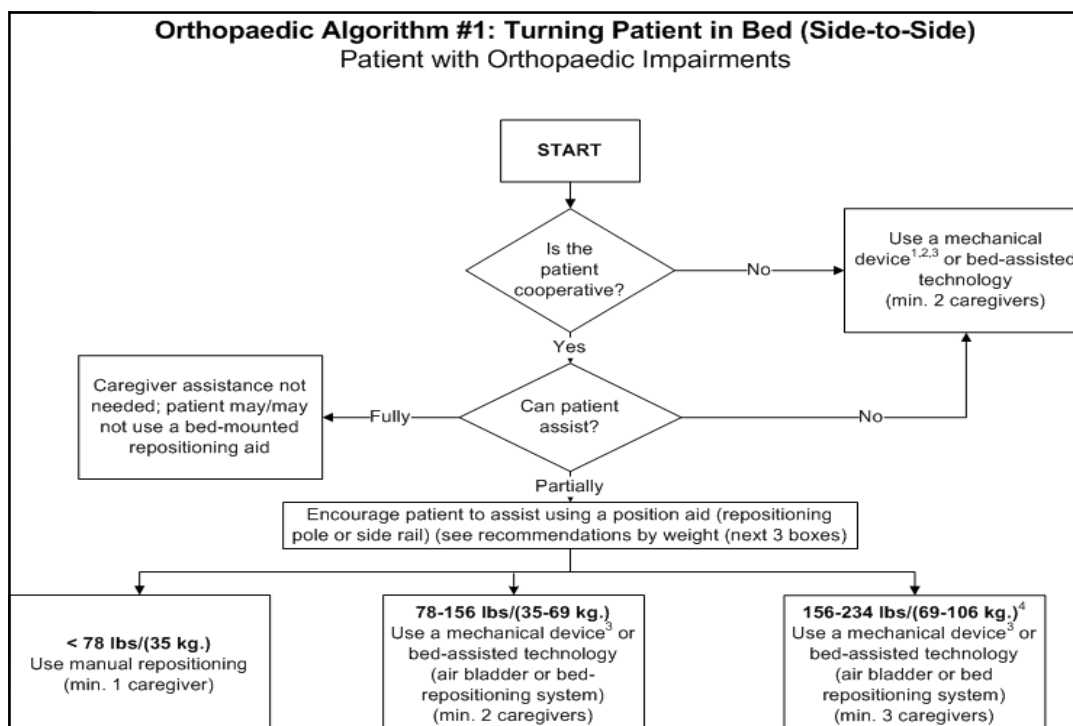 Orthopaedic Algorithm #1: Turning Patient in Bed (Side-to-Side)
Patient with Orthopaedic Impairments
START
Is the
patient
cooperative?
No
Use a mechanical
device1,2,3 or bed-assisted
technology
(min. 2 caregivers)
Yes
Caregiver assistance not
needed; patient may/may
not use a bed-mounted
repositioning aid
Fully
Can patient
assist?
No
Partially
Encourage patient to assist using a position aid (repositioning
pole or side rail) (see recommendations by weight (next 3 boxes)
< 78 lbs/(35 kg.)
Use manual repositioning
(min. 1 caregiver)
78-156 lbs/(35-69 kg.)
Use a mechanical device3 or
bed-assisted technology
(air bladder or bed-
repositioning system)
(min. 2 caregivers)
156-234 lbs/(69-106 kg.)4
Use a mechanical device3 or
bed-assisted technology
(air bladder or bed
repositioning system)
(min. 3 caregivers)